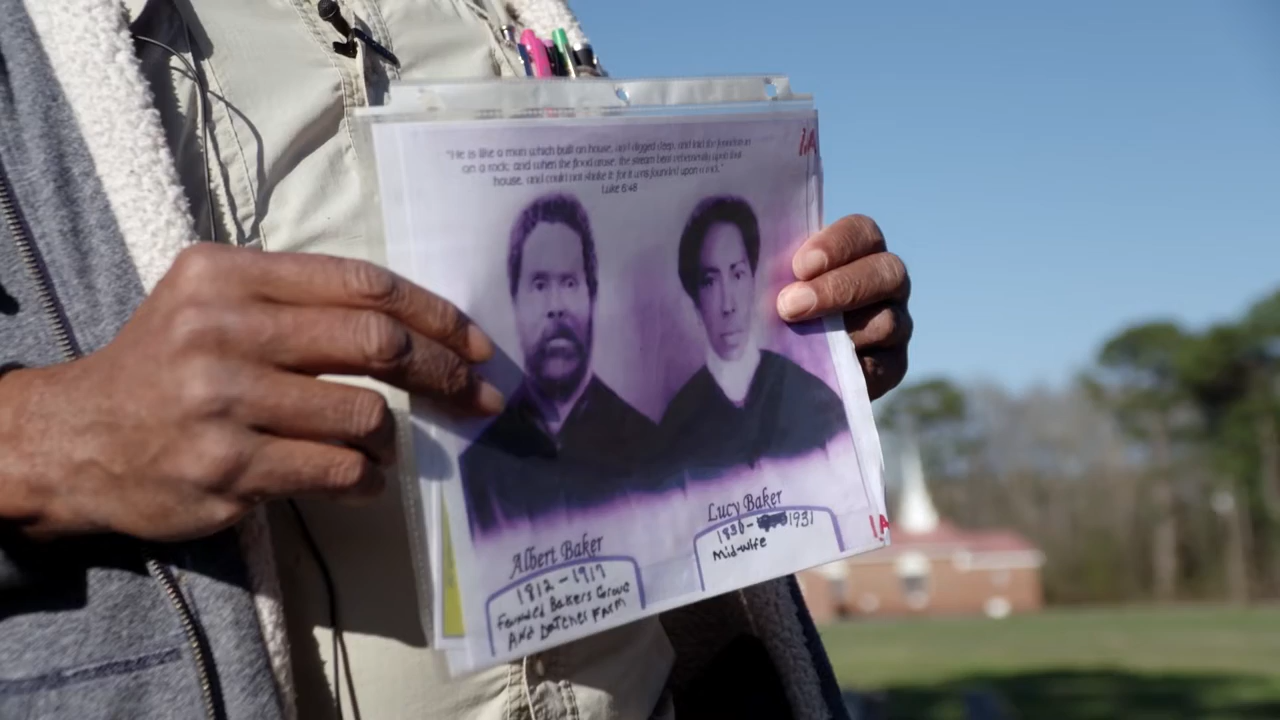 "He is like a man which built an house, and digged deep, and laid the foundation
on a rock: and when the flood arose, the stream beat vehemently upon that
house, and could not shake it: for it was founded upon a rock."
Luke 6:48
Albert Baker
1812-1917
Founded Bakers Grove
And Butcher Farm
Lucy Baker
1830- 1931
Mid-wife
1A
1A